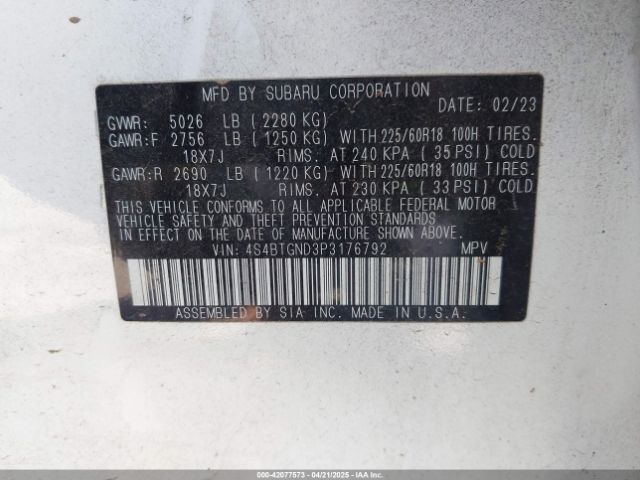 MFD BY SUBARU CORPORATION
DATE: 02/23
GVWR: 5026 LB ( 2280 KG)
GAWR:F 2756 LB ( 1250 KG) WITH 225/60R18 100H TIRES.
18X7J RIMS. AT 240 KPA ( 35 PSI) COLD
GAWR:R 2690 LB ( 1220 KG) WITH 225/60R18 100H TIRES.
18X7J RIMS. AT 230 KPA ( 33 PSI) COLD
THIS VEHICLE CONFORMS TO ALL APPLICABLE FEDERAL MOTOR
VEHICLE SAFETY AND THEFT PREVENTION STANDARDS
IN EFFECT ON THE DATE OF MANUFACTURE SHOWN ABOVE.
VIN: 4S4BTGND3P3176792 MPV
ASSEMBLED BY SIA INC. MADE IN U.S.A.
000-42077573 - 04/21/2025 - IAAI.COM